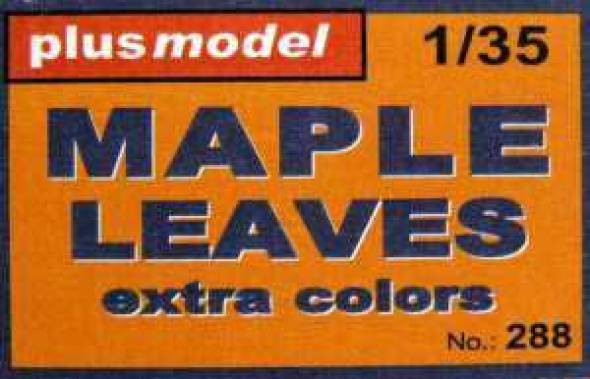 plusmodel 1/35
MAPLE
LEAVES
extra colors
No.: 288